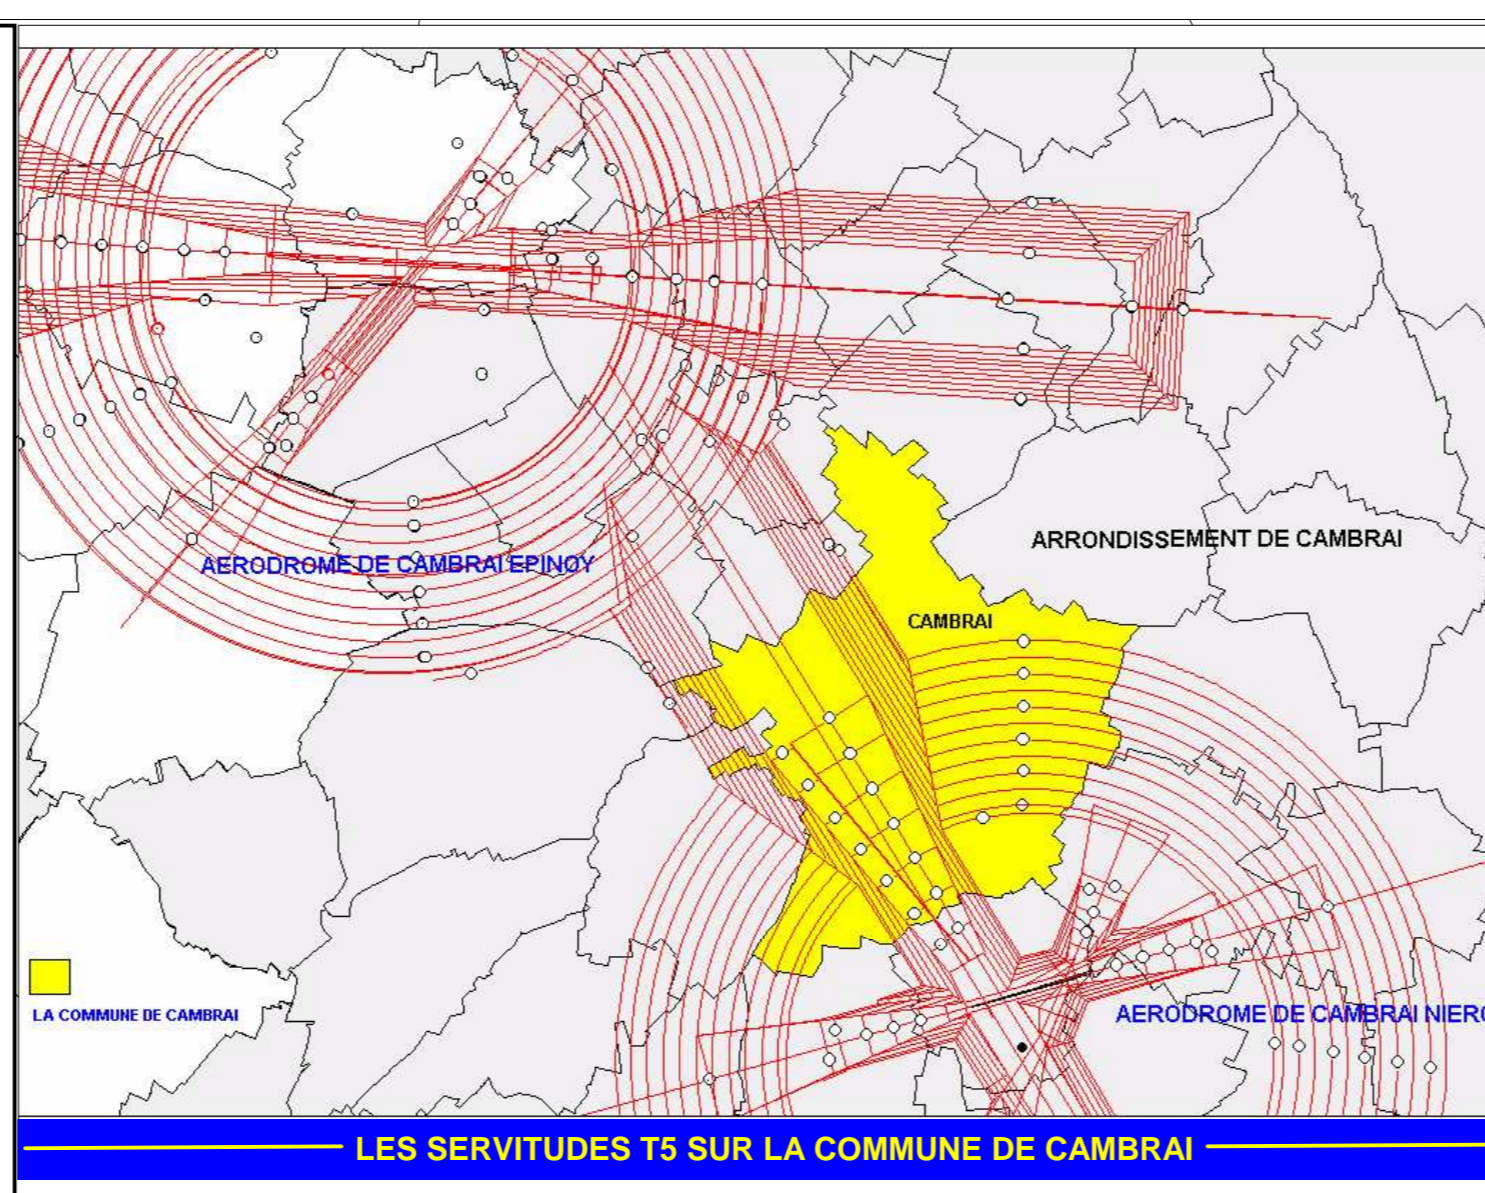 ARRONDISSEMENT DE CAMBRAI
AERODROME DE CAMBRAI EPINOY
CAMBRAI
LA COMMUNE DE CAMBRAI
AERODROME DE CAMBRAI NIERG
LES SERVITUDES T5 SUR LA COMMUNE DE CAMBRAI